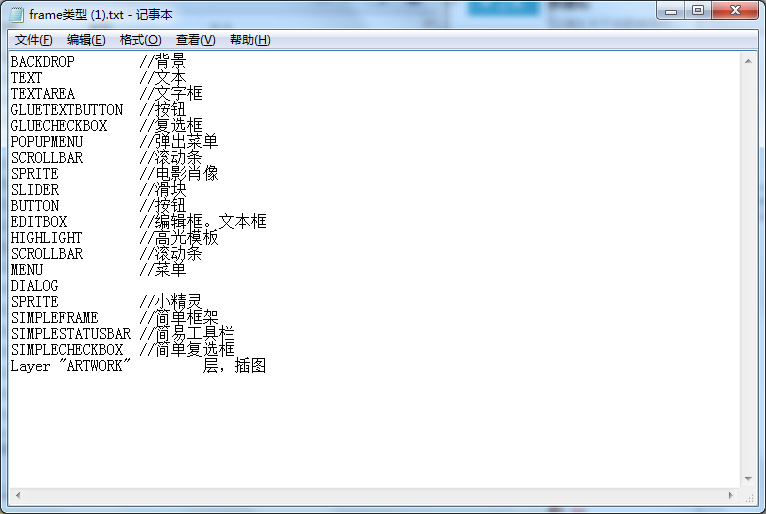 frame类型 (1).txt - 记事本
文件(F) 编辑(E) 格式(O) 查看(V) 帮助(H)
BACKDROP //背景
TEXT //文本
TEXTAREA //文字框
GLUETEXTBUTTON //按钮
GLUECHECKBOX //复选框
POPUPMENU //弹出菜单
SCROLLBAR //滚动条
SPRITE //电影肖像
SLIDER //滑块
BUTTON //按钮
EDITBOX //编辑框。文本框
HIGHLIGHT //高光模板
SCROLLBAR //滚动条
MENU //菜单
DIALOG
SPRITE //小精灵
SIMPLEFRAME //简单框架
SIMPLESTATUSBAR //简易工具栏
SIMPLECHECKBOX //简单复选框
Layer "ARTWORK" 层，插图